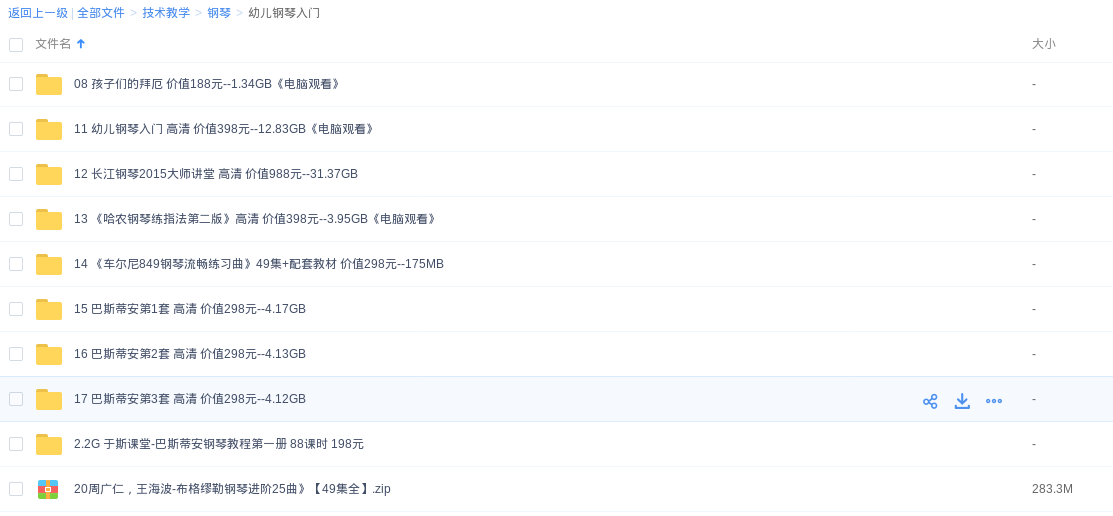 返回上一级 | 全部文件 > 技术教学 > 钢琴 > 幼儿钢琴入门
文件名 大小
08 孩子们的拜厄 价值188元--1.34GB《电脑观看》 -
11 幼儿钢琴入门 高清 价值398元--12.83GB《电脑观看》 -
12 长江钢琴2015大师讲堂 高清 价值988元--31.37GB -
13 《哈农钢琴练指法第二版》高清 价值398元--3.95GB《电脑观看》 -
14 《车尔尼849钢琴流畅练习曲》49集+配套教材 价值298元--175MB -
15 巴斯蒂安第1套 高清 价值298元--4.17GB -
16 巴斯蒂安第2套 高清 价值298元--4.13GB -
17 巴斯蒂安第3套 高清 价值298元--4.12GB -
2.2G 于斯课堂-巴斯蒂安钢琴教程第一册 88课时 198元 -
20周广仁，王海波-布格缪勒钢琴进阶25曲》【49集全】.zip 283.3M